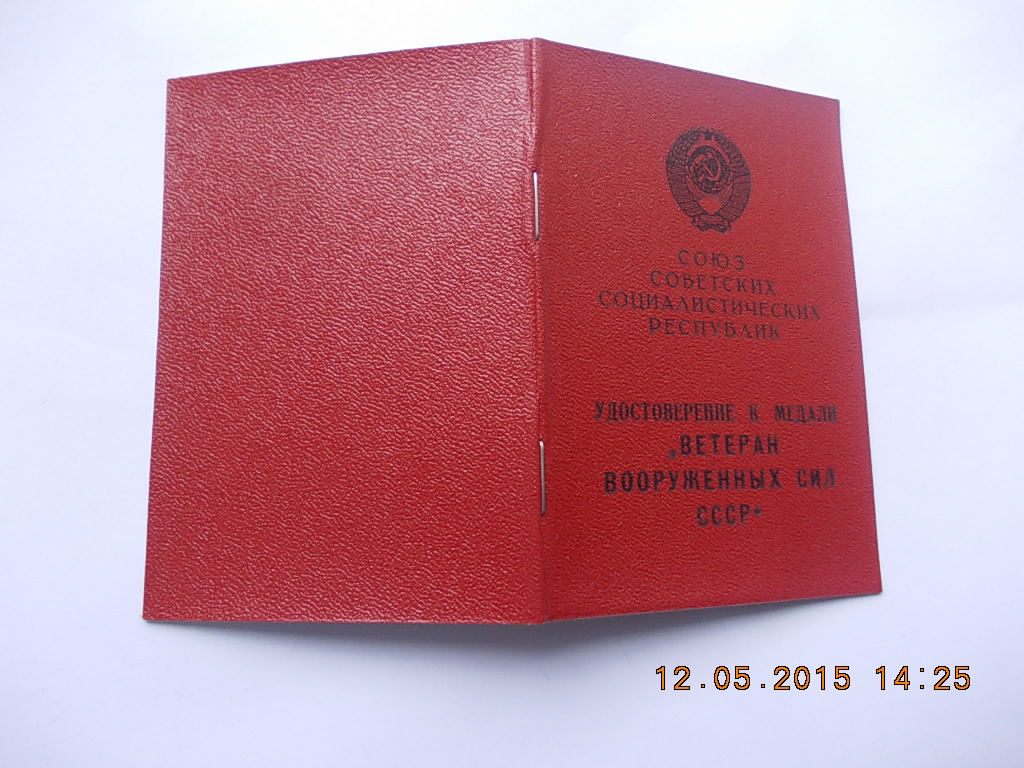 СОЮЗ
СОВЕТСКИХ
СОЦИАЛИСТИЧЕСКИХ
РЕСПУБЛИК
УДОСТОВЕРЕНИЕ К МЕДАЛИ
„ВЕТЕРАН
ВООРУЖЕННЫХ СИЛ
СССР“
12.05.2015 14:25